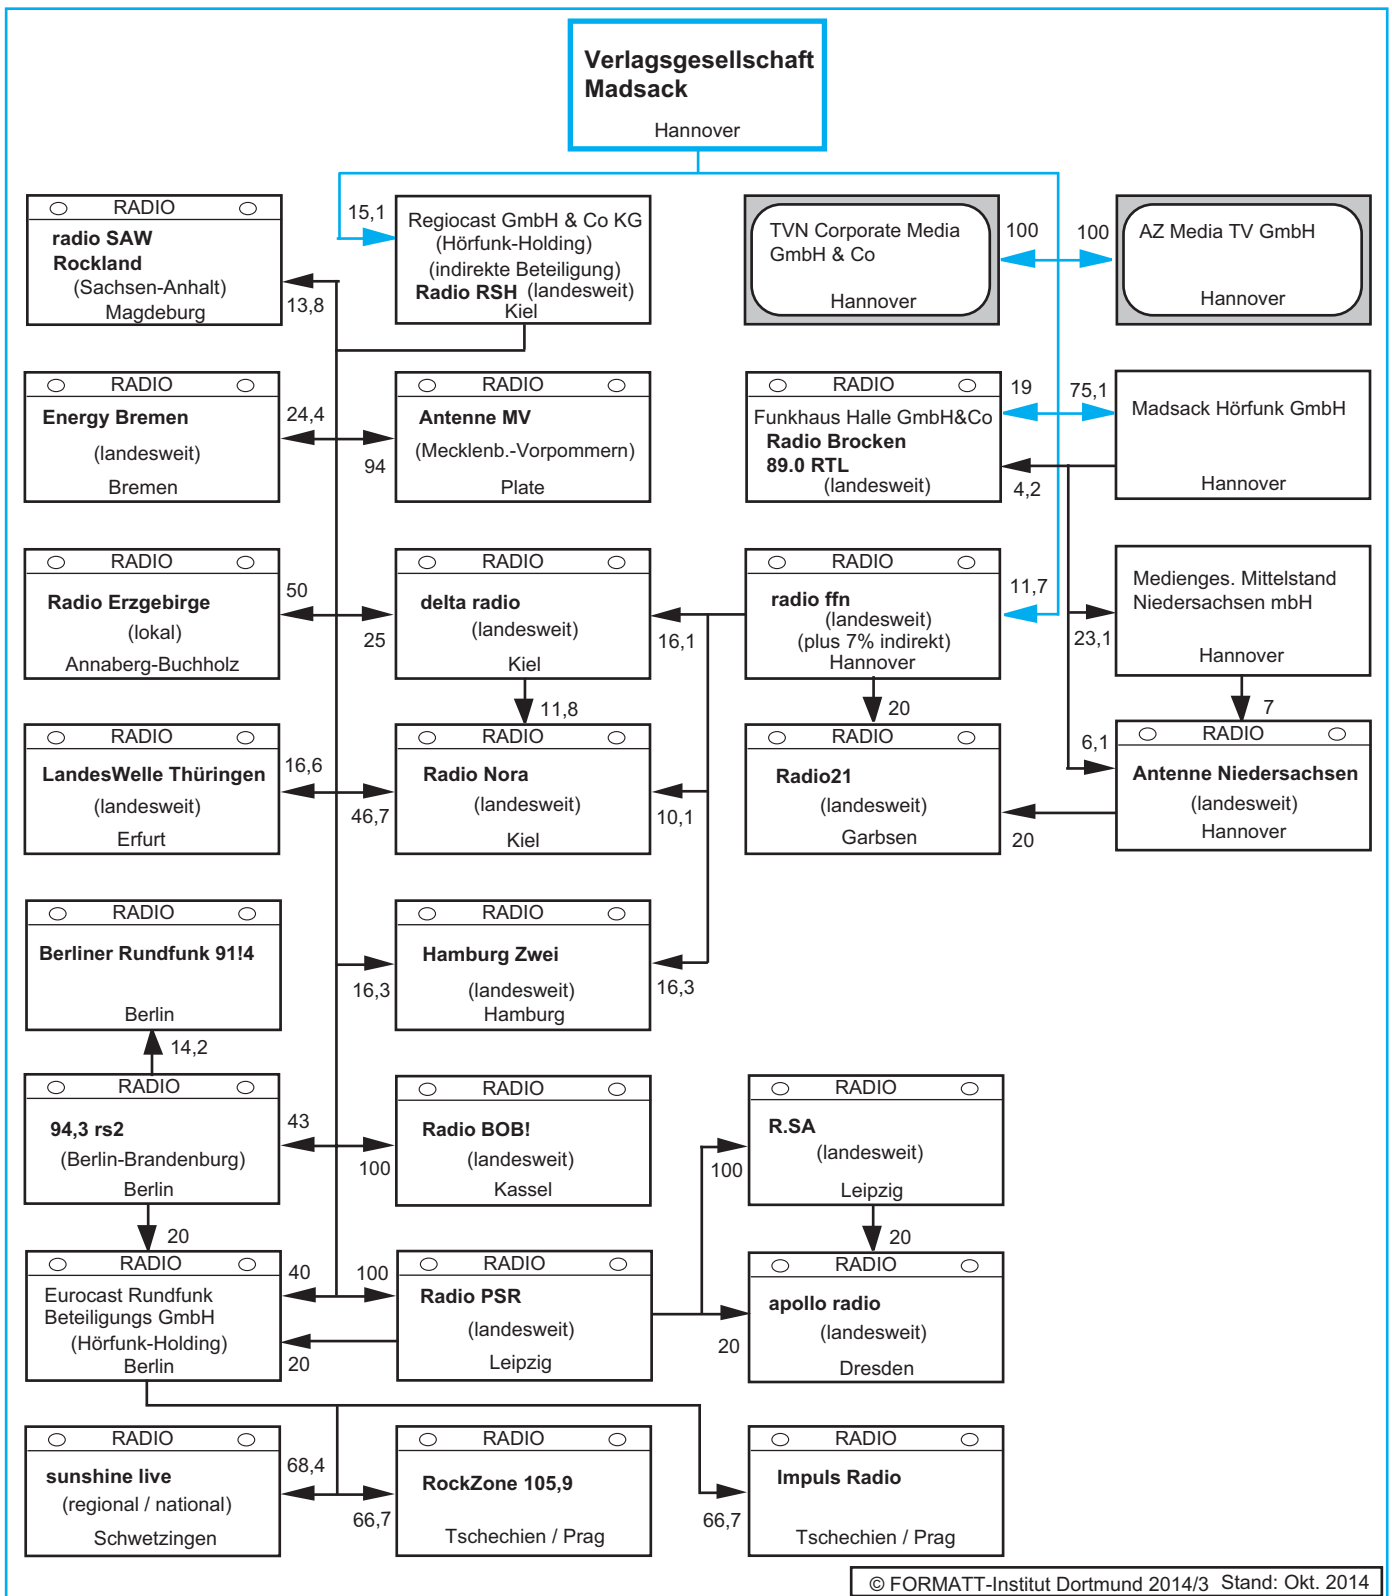 Verlagsgesellschaft
Madsack
Hannover
RADIO
radio SAW
Rockland
(Sachsen-Anhalt)
Magdeburg
13,8
15,1
Regiocast GmbH & Co KG
(Hörfunk-Holding)
(indirekte Beteiligung)
Radio RSH (landesweit)
Kiel
TVN Corporate Media
GmbH & Co
Hannover
100
100
AZ Media TV GmbH
Hannover
RADIO
Energy Bremen
(landesweit)
Bremen
24,4
94
RADIO
Antenne MV
(Mecklenb.-Vorpommern)
Plate
RADIO
Funkhaus Halle GmbH&Co
Radio Brocken
89.0 RTL
(landesweit)
19
75,1
4,2
Madsack Hörfunk GmbH
Hannover
RADIO
Radio Erzgebirge
(lokal)
Annaberg-Buchholz
50
25
RADIO
delta radio
(landesweit)
Kiel
16,1
RADIO
radio ffn
(landesweit)
(plus 7% indirekt)
Hannover
11,7
23,1
Medienges. Mittelstand
Niedersachsen mbH
Hannover
11,8
20
7
RADIO
LandesWelle Thüringen
(landesweit)
Erfurt
16,6
46,7
RADIO
Radio Nora
(landesweit)
Kiel
10,1
RADIO
Radio21
(landesweit)
Garbsen
6,1
20
RADIO
Antenne Niedersachsen
(landesweit)
Hannover
RADIO
Berliner Rundfunk 91!4
Berlin
16,3
RADIO
Hamburg Zwei
(landesweit)
Hamburg
16,3
14,2
RADIO
94,3 rs2
(Berlin-Brandenburg)
Berlin
43
100
RADIO
Radio BOB!
(landesweit)
Kassel
100
RADIO
R.SA
(landesweit)
Leipzig
20
20
RADIO
Eurocast Rundfunk
Beteiligungs GmbH
(Hörfunk-Holding)
Berlin
40
100
20
RADIO
Radio PSR
(landesweit)
Leipzig
20
RADIO
apollo radio
(landesweit)
Dresden
RADIO
sunshine live
(regional / national)
Schwetzingen
68,4
66,7
RADIO
RockZone 105,9
Tschechien / Prag
66,7
RADIO
Impuls Radio
Tschechien / Prag
© FORMATT-Institut Dortmund 2014/3 Stand: Okt. 2014